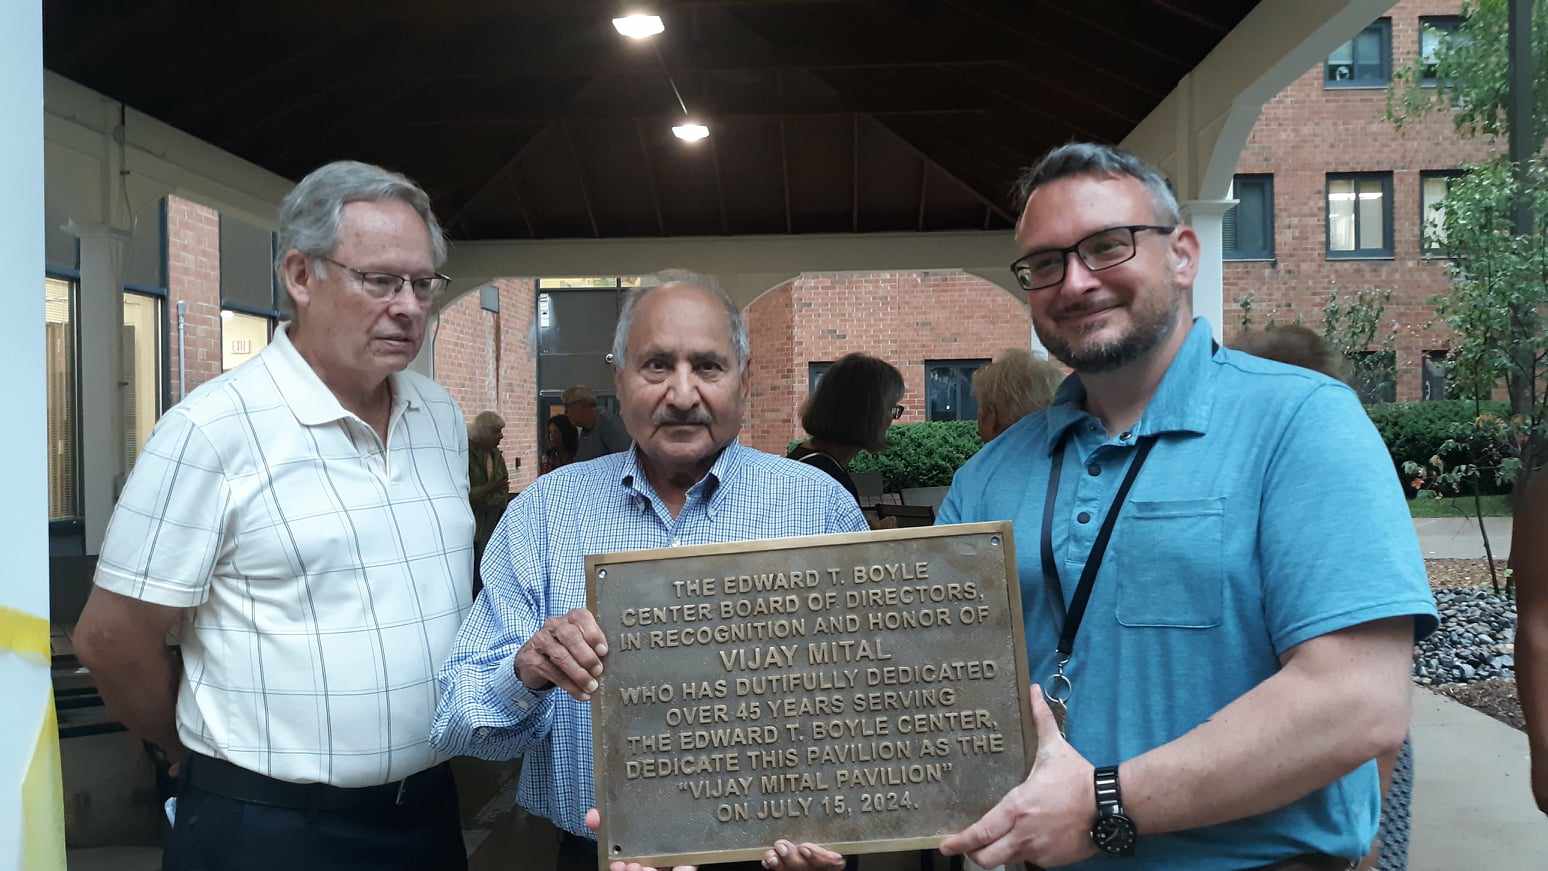 THE EDWARD T. BOYLE
CENTER BOARD OF DIRECTORS,
IN RECOGNITION AND HONOR OF
VIJAY MITAL
WHO HAS DUTIFULLY DEDICATED
OVER 45 YEARS SERVING
THE EDWARD T. BOYLE CENTER,
DEDICATE THIS PAVILION AS THE
"VIJAY MITAL PAVILION"
ON JULY 15, 2024.